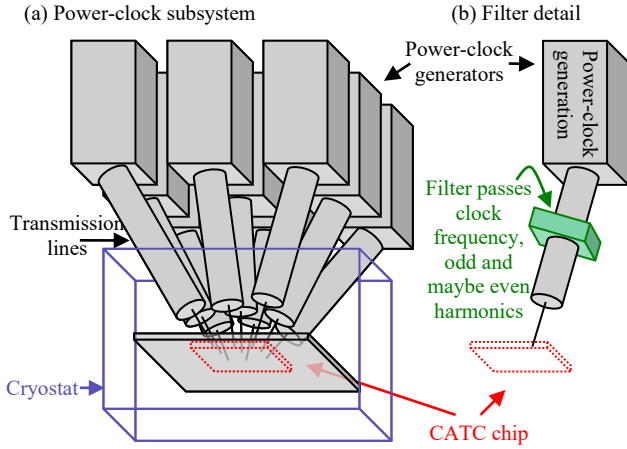 (a) Power-clock subsystem
(b) Filter detail
Power-clock
generators
Power-clock
generation
Transmission
lines
Filter passes
clock
frequency,
odd and
maybe even
harmonics
Cryostat
CATC chip